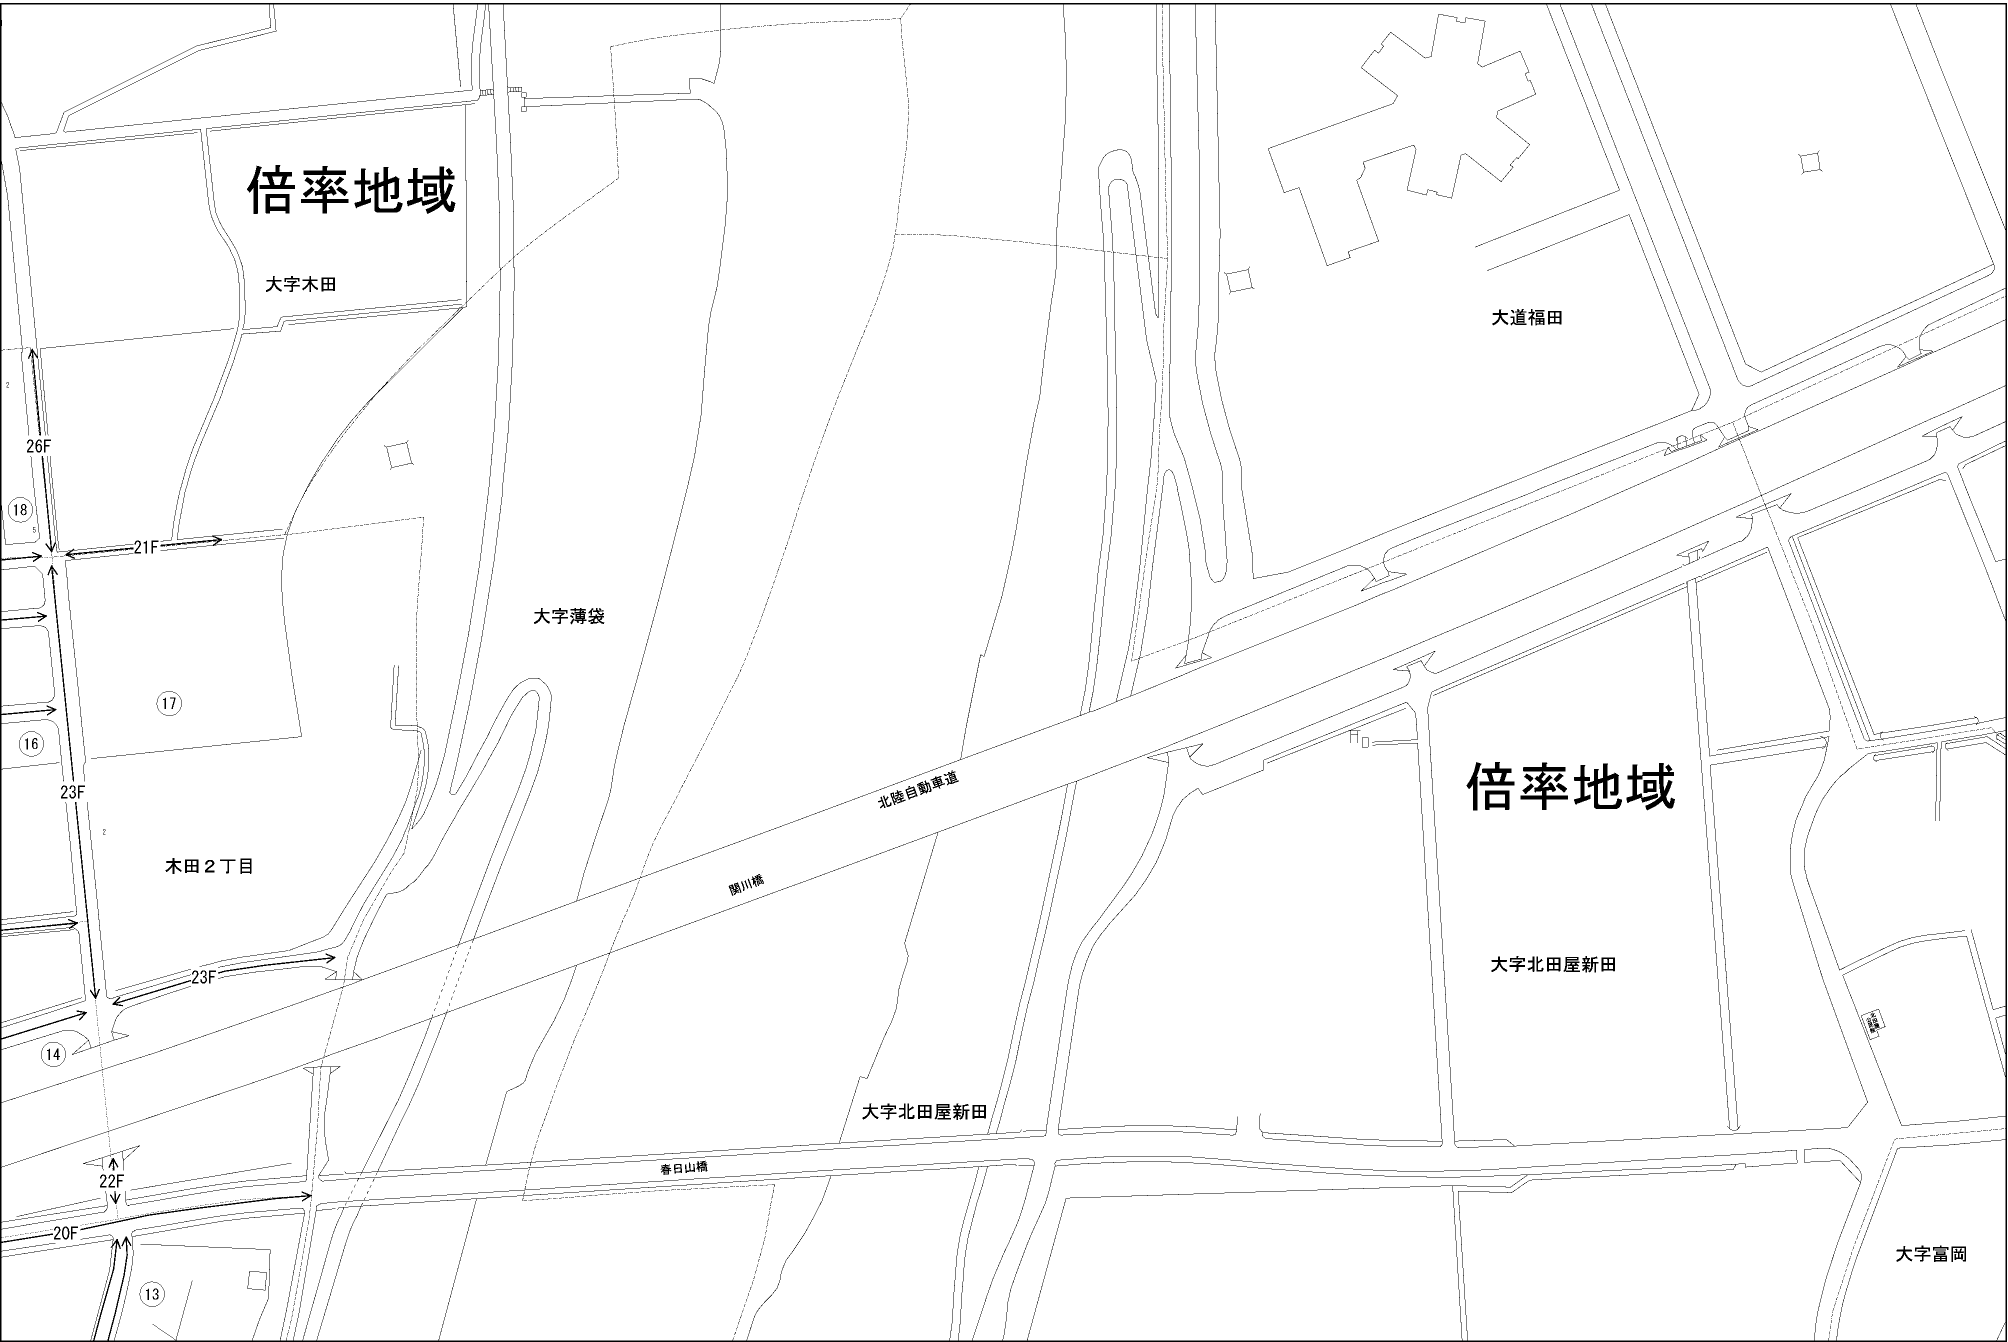 倍率地域
大字木田
大道福田
2
26F
18
5
21F
大字薄袋
17
16
23F
北陸自動車道
倍率地域
2
木田2丁目
関川橋
大字北田屋新田
23F
14
大字北田屋新田
春日山橋
22F
20F
大字富岡
13